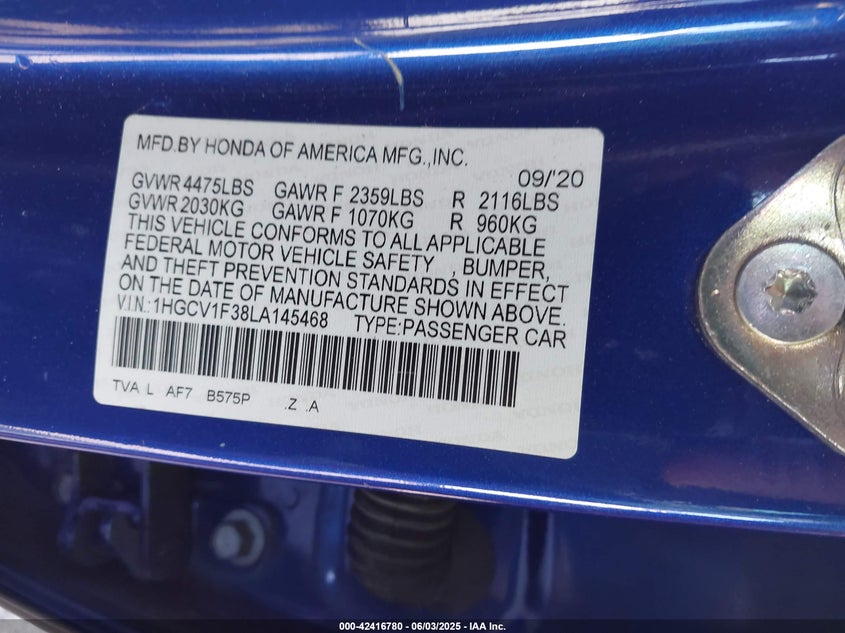 MFD.BY HONDA OF AMERICA MFG.,INC.
09/'20
GVWR 4475LBS GAWR F 2359LBS R 2116LBS
GVWR 2030KG GAWR F 1070KG R 960KG
THIS VEHICLE CONFORMS TO ALL APPLICABLE
FEDERAL MOTOR VEHICLE SAFETY , BUMPER,
AND THEFT PREVENTION STANDARDS IN EFFECT
ON THE DATE OF MANUFACTURE SHOWN ABOVE.
V.I.N.:1HGCV1F38LA145468 TYPE:PASSENGER CAR
TVA L AF7 B575P .Z .A
000-42416780 - 06/03/2025 - IAA Inc.